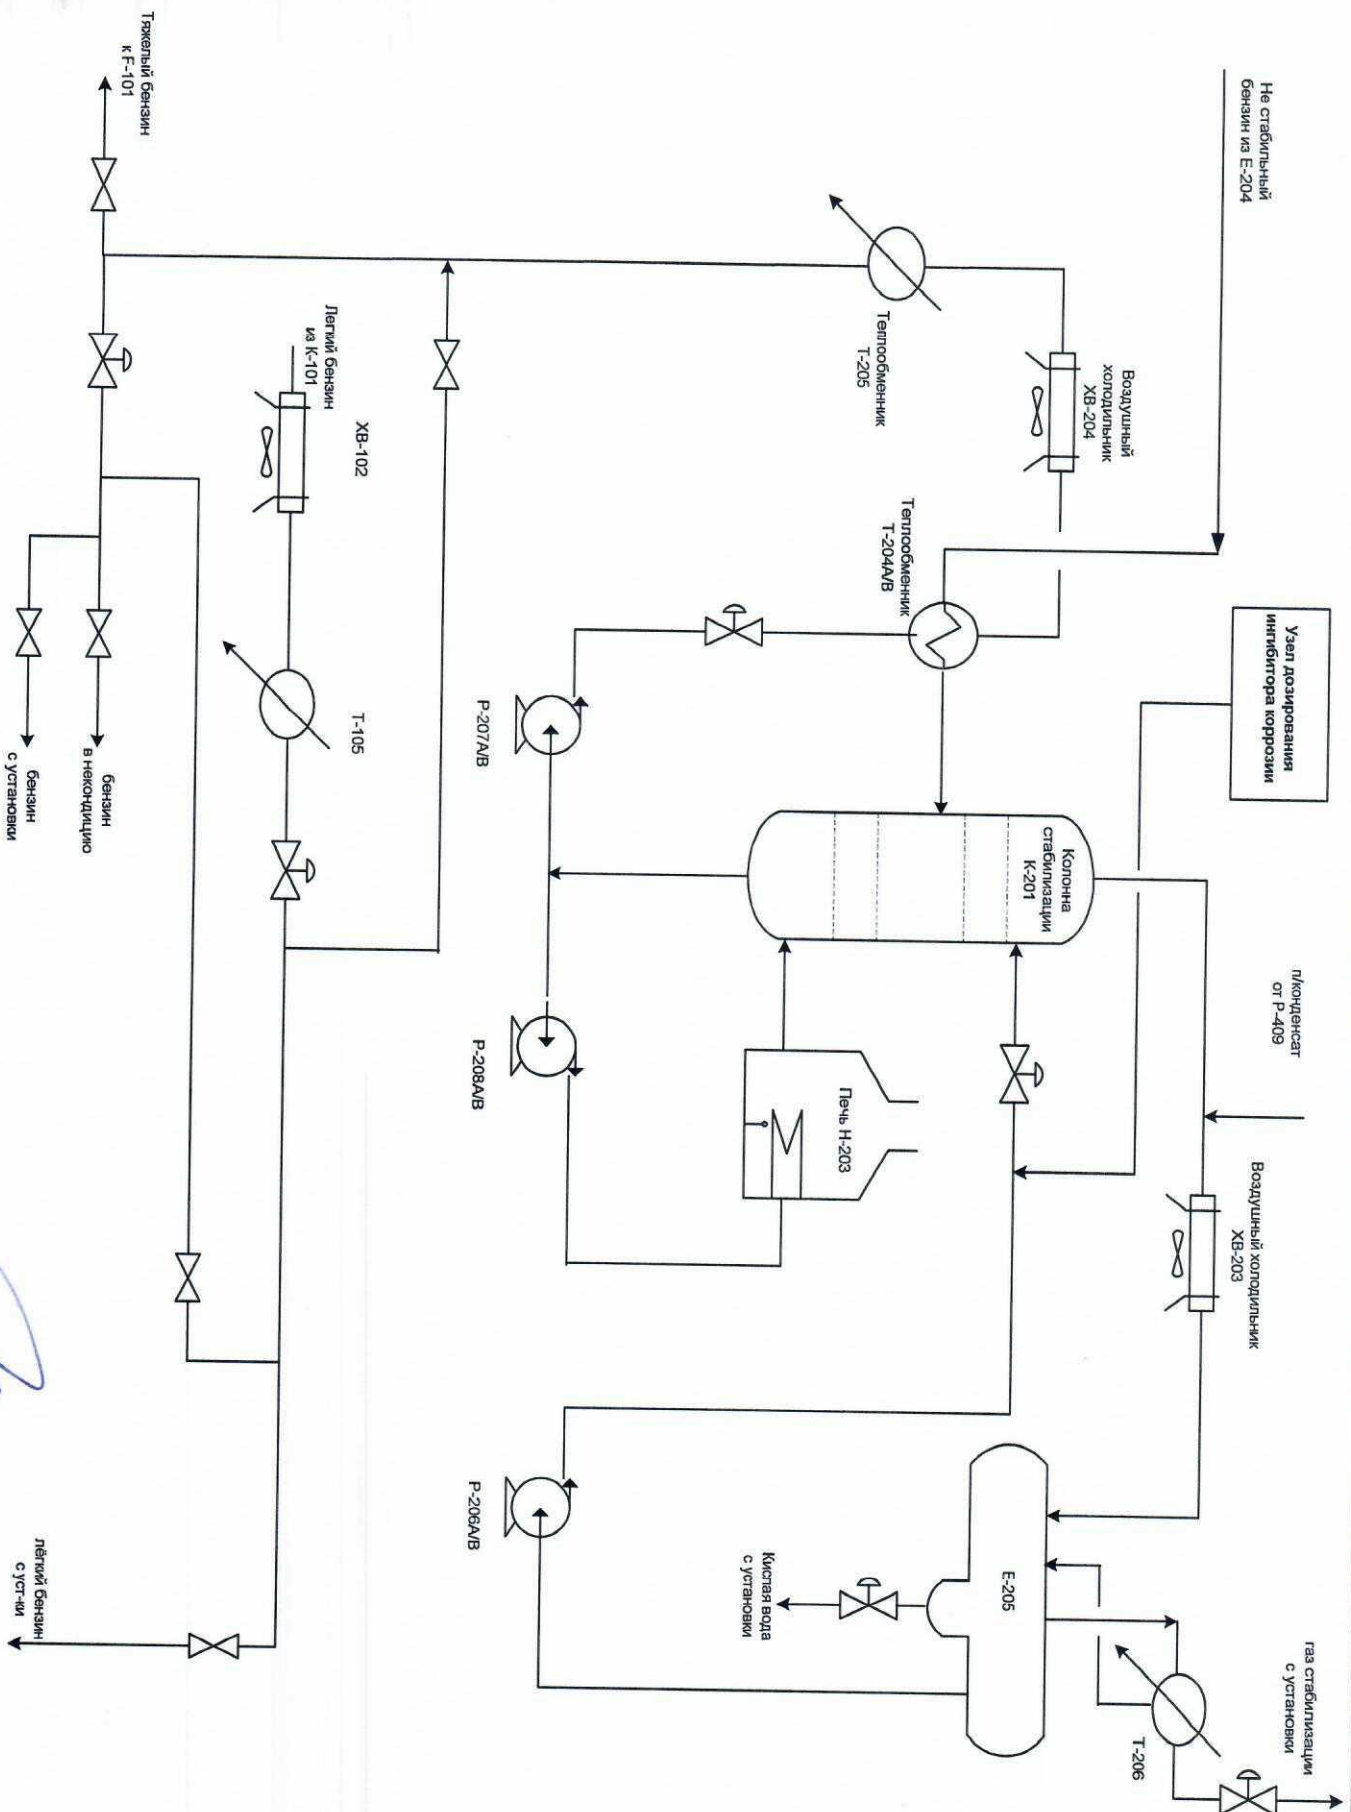 Не стабильный
бензин из Е-204
Узел дозирования
ингибитора коррозии
п/конденсат
от Р-409
Воздушный холодильник
ХВ-203
газ стабилизации
с установки
Т-206
Воздушный
холодильник
ХВ-204
Теплообменник
Т-204А/В
Теплообменник
Т-205
Колонна
стабилизации
К-201
Печь Н-203
Е-205
Кислая вода
с установки
Р-207А/В
Р-208А/В
Р-206А/В
Тяжелый бензин
к F-101
Легкий бензин
из К-101
ХВ-102
Т-105
бензин
в некондицию
бензин
с установки
лёгкий бензин
с уст-ки